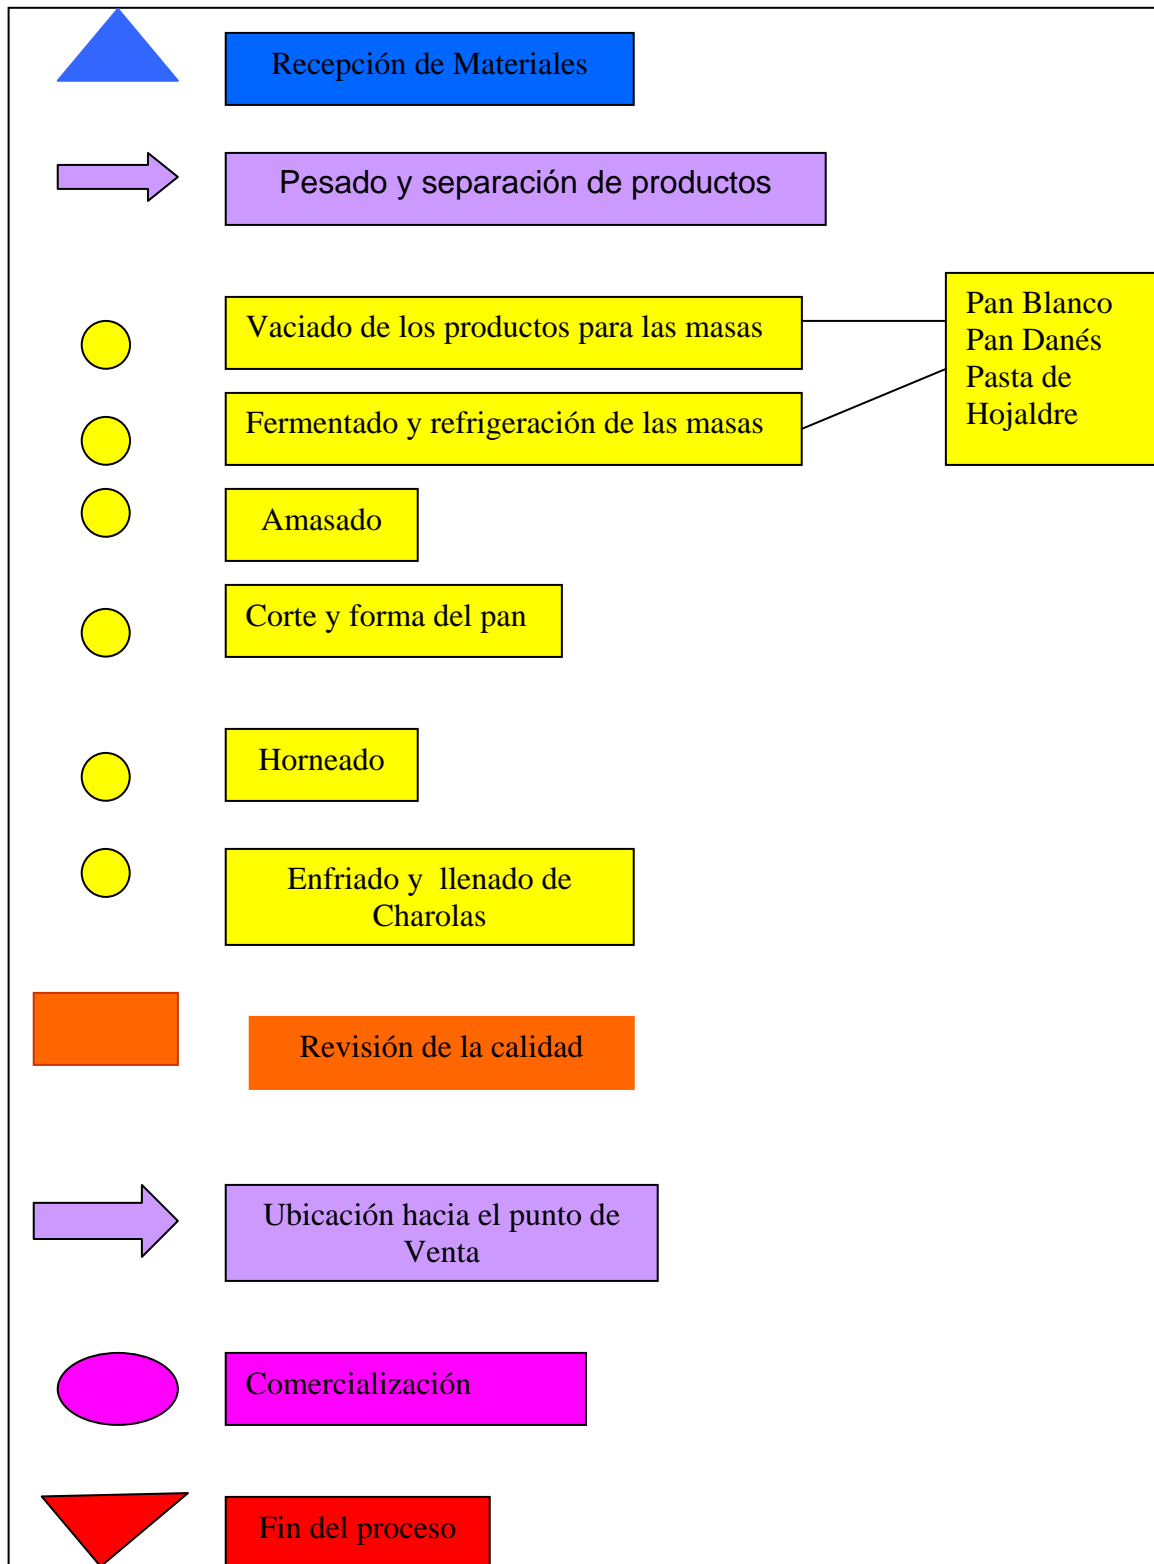 Recepción de Materiales
Pesado y separación de productos
Vaciado de los productos para las masas
Pan Blanco
Pan Danés
Pasta de
Hojaldre
Fermentado y refrigeración de las masas
Amasado
Corte y forma del pan
Horneado
Enfriado y llenado de
Charolas
Revisión de la calidad
Ubicación hacia el punto de
Venta
Comercialización
Fin del proceso